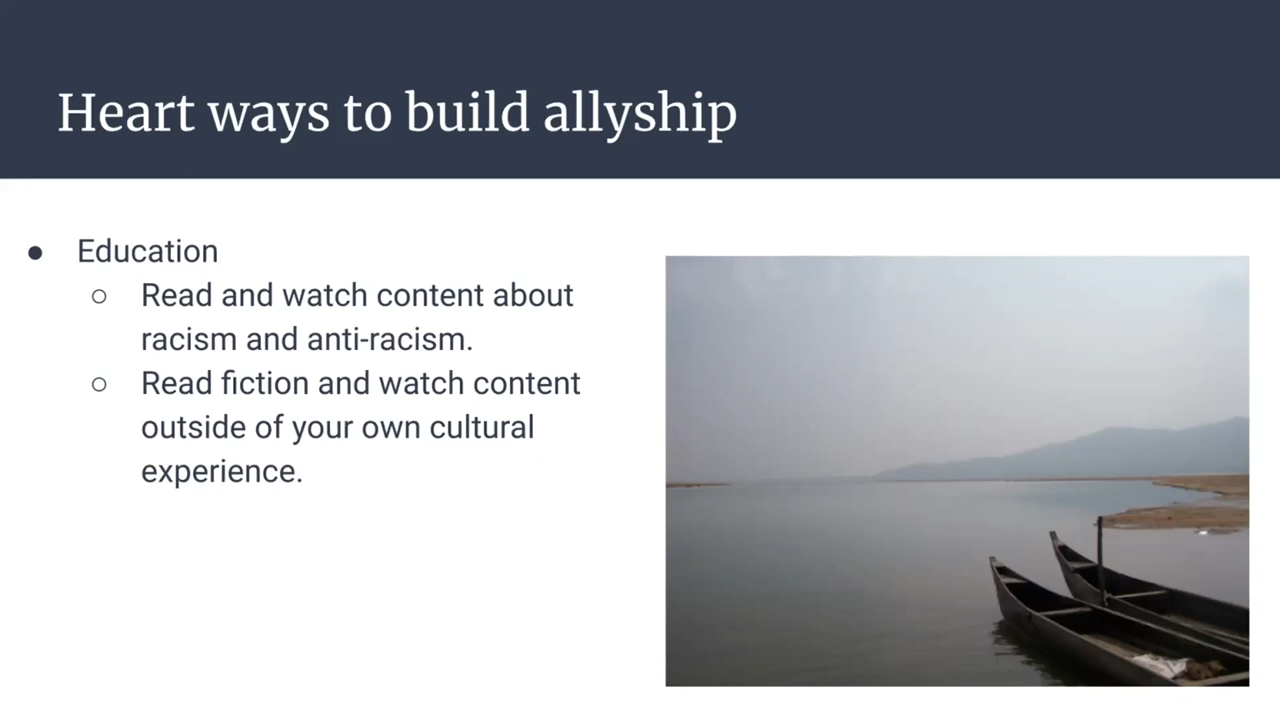 Heart ways to build allyship
● Education
○ Read and watch content about
racism and anti-racism.
○ Read fiction and watch content
outside of your own cultural
experience.